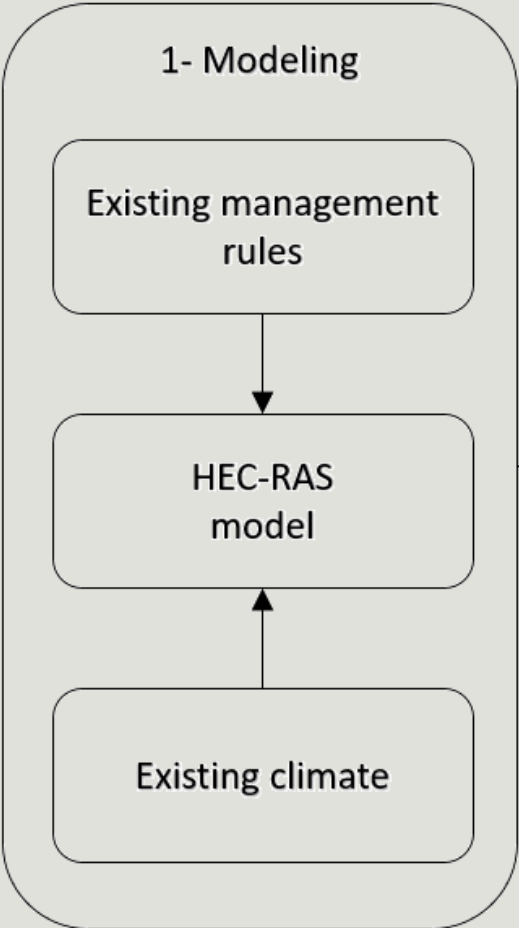 1- Modeling
Existing management
rules
HEC-RAS
model
Existing climate